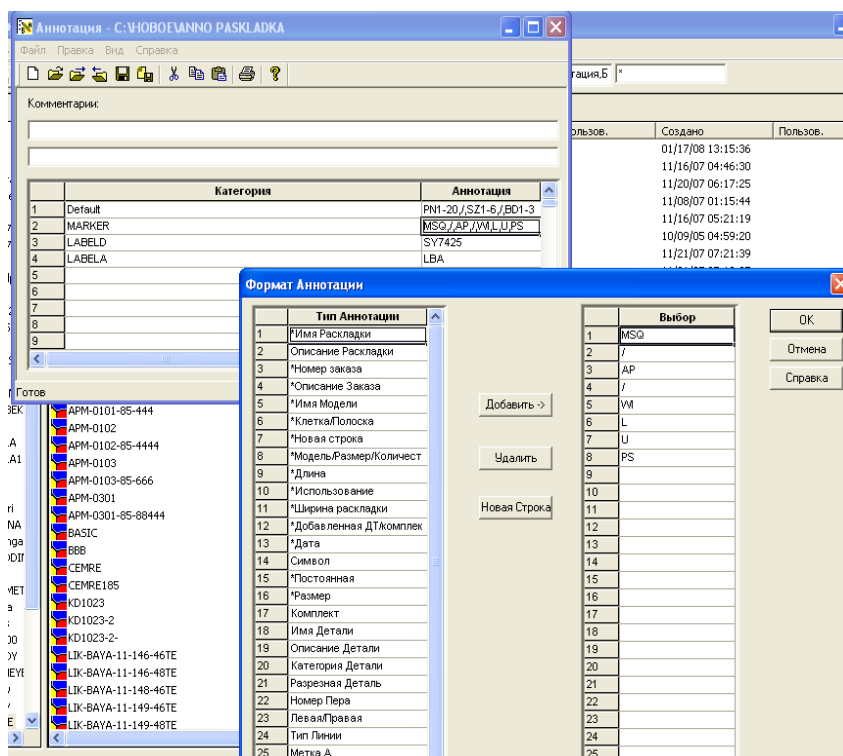 Аннотация - C:\НОВОЕ\ANNO РАSКLАДКА
Файл Правка Вид Справка
Комментарии:
тация,Б *
ользов. Создано Пользов.
01/17/08 13:15:36
11/16/07 04:46:30
11/20/07 06:17:25
11/08/07 01:15:44
11/16/07 05:21:19
10/09/05 04:59:20
11/21/07 07:21:39
Категория Аннотация
1 Default PN1-20,/,SZ1-6,/,BD1-3
2 MARKER MSQ,/,AP,/,WI,L,U,PS
3 LABELD SY7425
4 LABELA LBA
5
6
7
8
9
Готов
APM-0101-85-444
APM-0102
APM-0102-85-4444
APM-0103
APM-0103-85-666
APM-0301
APM-0301-85-88444
BASIC
BBB
CEMRE
CEMRE185
KD1023
KD1023-2
KD1023-2-
LIK-BAYA-11-146-46TE
LIK-BAYA-11-146-48TE
LIK-BAYA-11-148-46TE
LIK-BAYA-11-149-46TE
LIK-BAYA-11-149-48TE
Формат Аннотации
Тип Аннотации
1 *Имя Раскладки
2 Описание Раскладки
3 *Номер заказа
4 *Описание Заказа
5 *Имя Модели
6 *Клетка/Полоска
7 *Новая строка
8 *Модель/Размер/Количест
9 *Длина
10 *Использование
11 *Ширина раскладки
12 *Добавленная ДТ/комплек
13 *Дата
14 Символ
15 *Постоянная
16 *Размер
17 Комплект
18 Имя Детали
19 Описание Детали
20 Категория Детали
21 Разрезная Деталь
22 Номер Пера
23 Левая/Правая
24 Тип Линии
25 Метка А
Добавить ->
Удалить
Новая Строка
Выбор
1 MSQ
2 /
3 AP
4 /
5 WI
6 L
7 U
8 PS
9
10
11
12
13
14
15
16
17
18
19
20
21
22
23
24
25
OK
Отмена
Справка